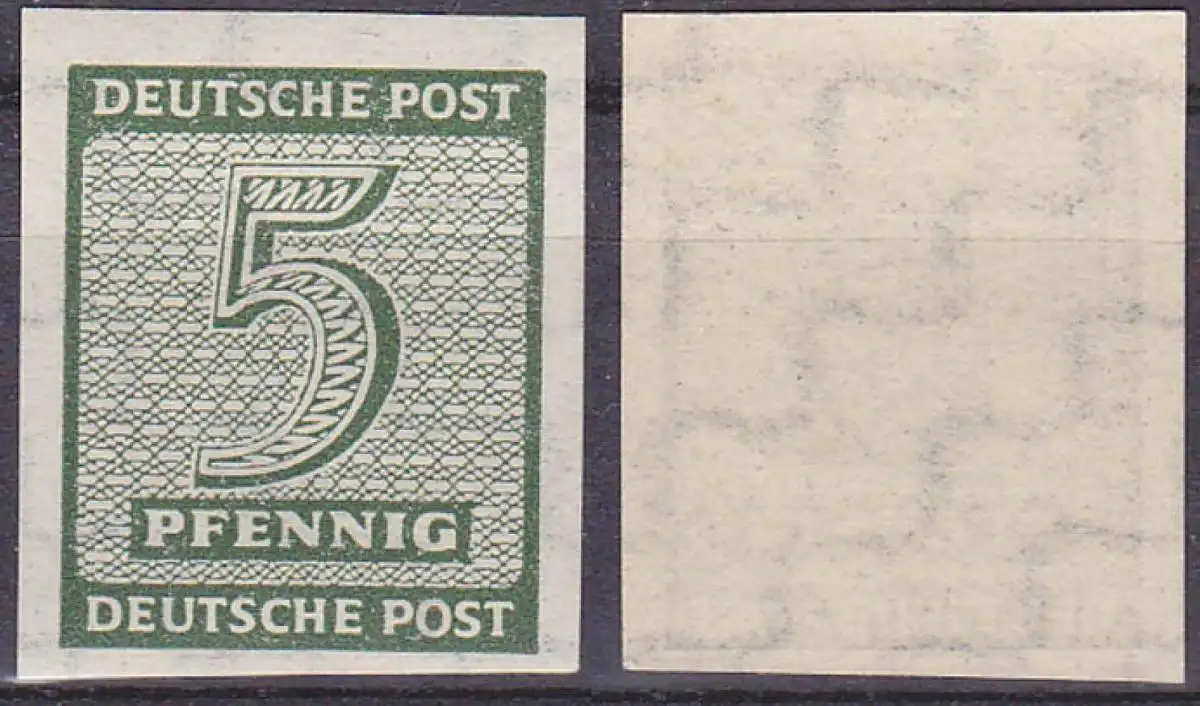 DEUTSCHE POST
5
PFENNIG
DEUTSCHE POST